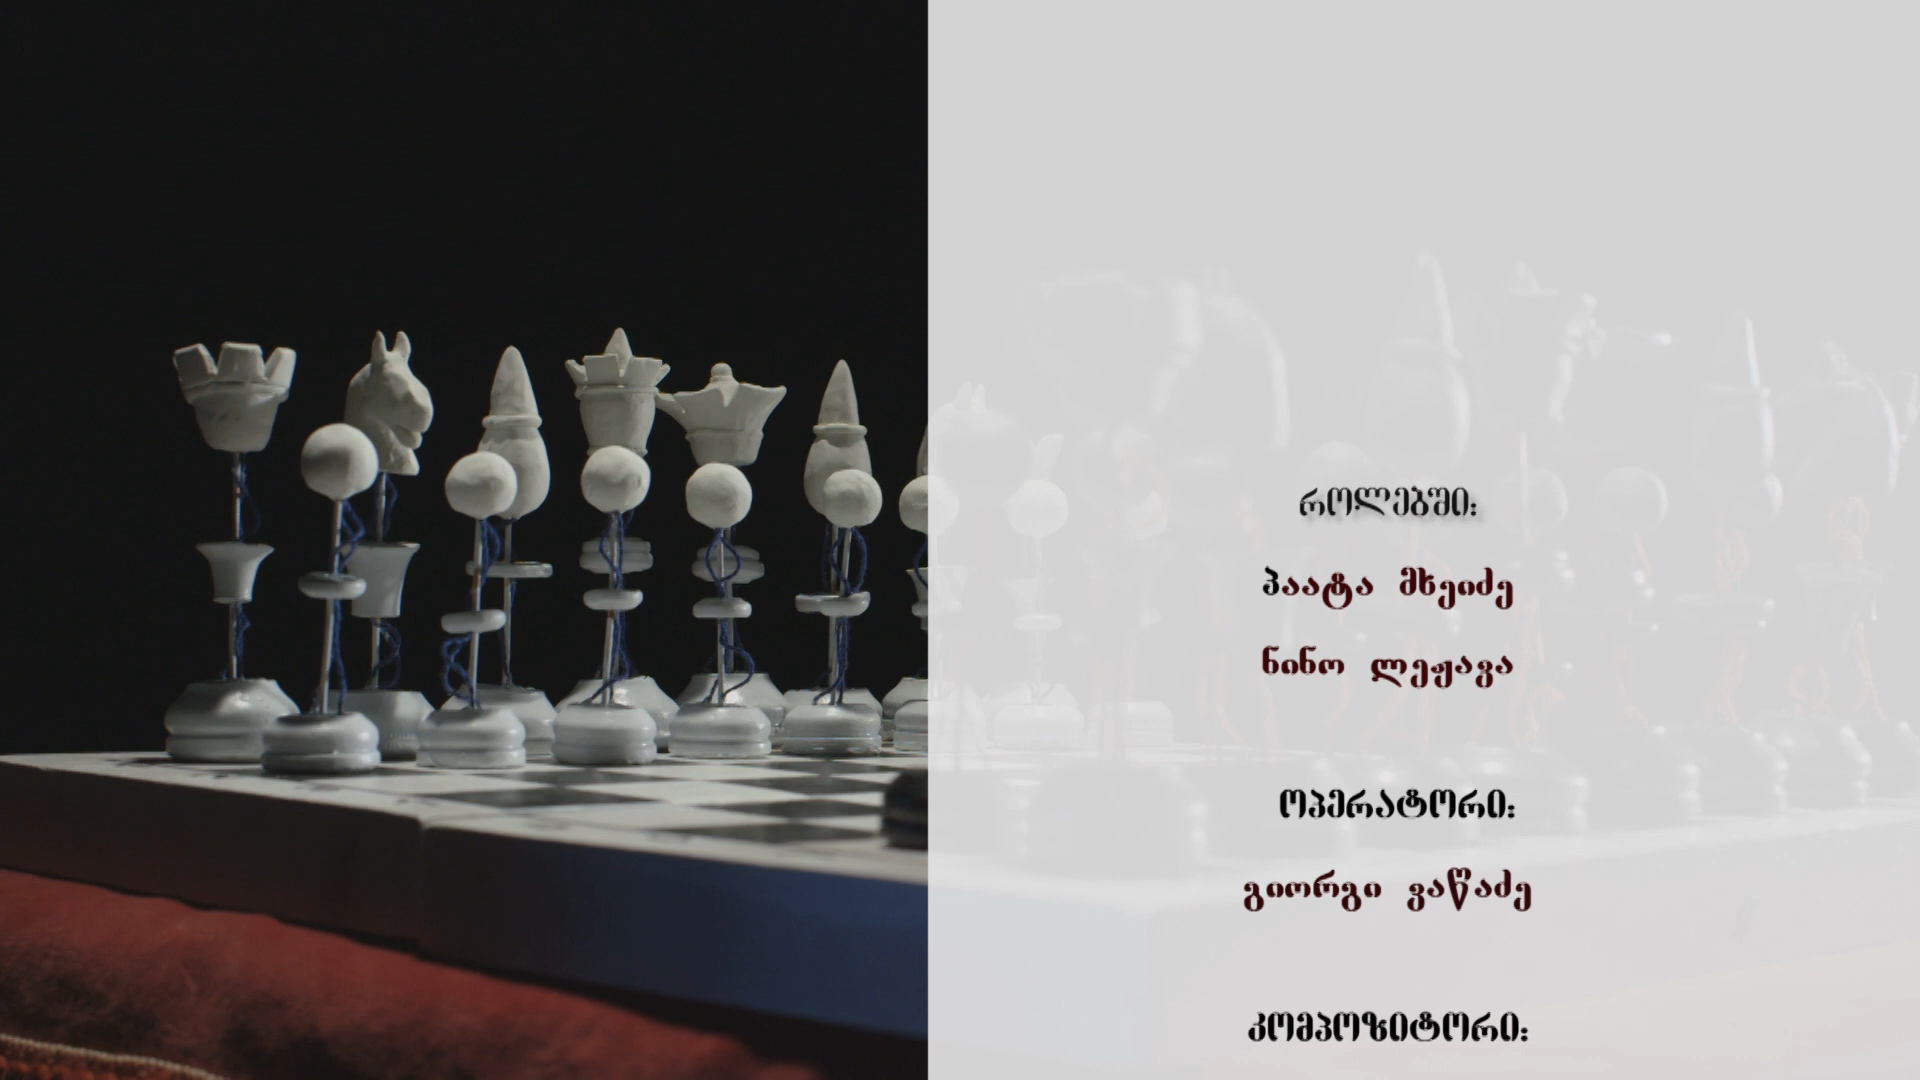 როლებში:
პაატა მხეიძე
ნინო ლეჟავა
ოპერატორი:
გიორგი ვაწაძე
კომპოზიტორი: